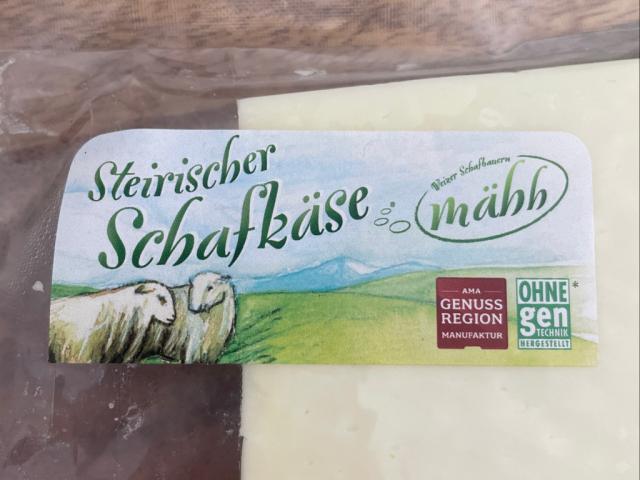 Steirischer
Schafkäse
Weizer Schafbauern
mähh
AMA
GENUSS
REGION
MANUFAKTUR
OHNE*
gen
TECHNIK
HERGESTELLT